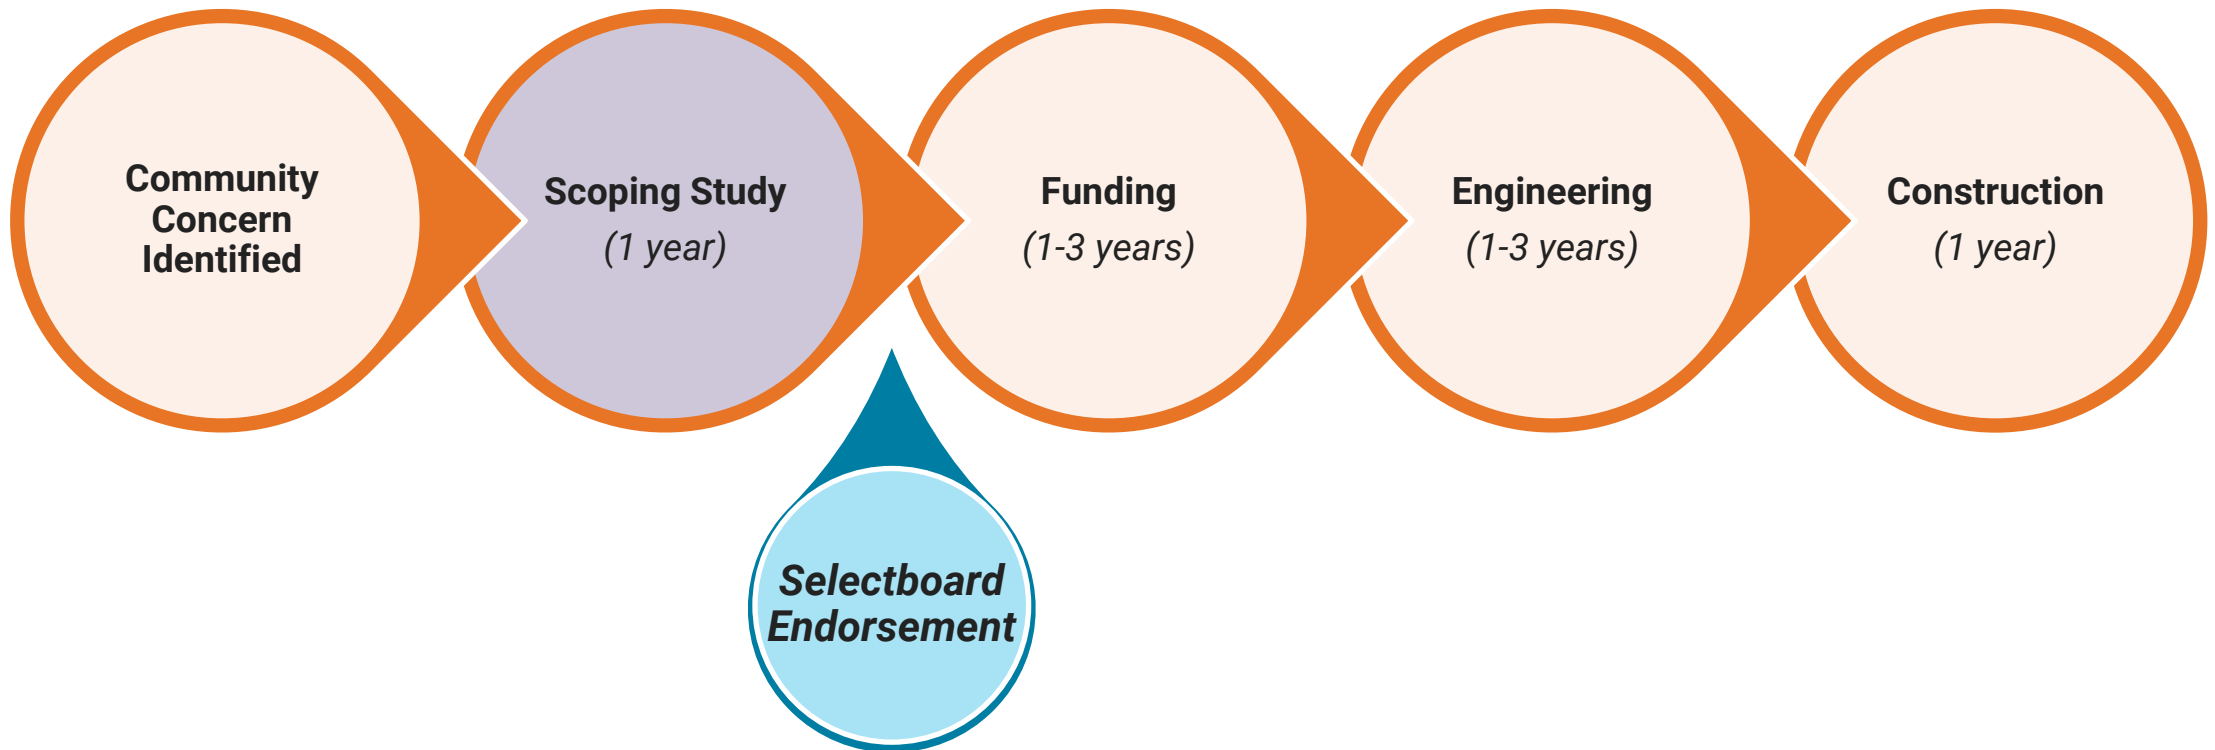 Community
Concern
Identified
Scoping Study
(1 year)
Funding
(1-3 years)
Engineering
(1-3 years)
Construction
(1 year)
Selectboard
Endorsement